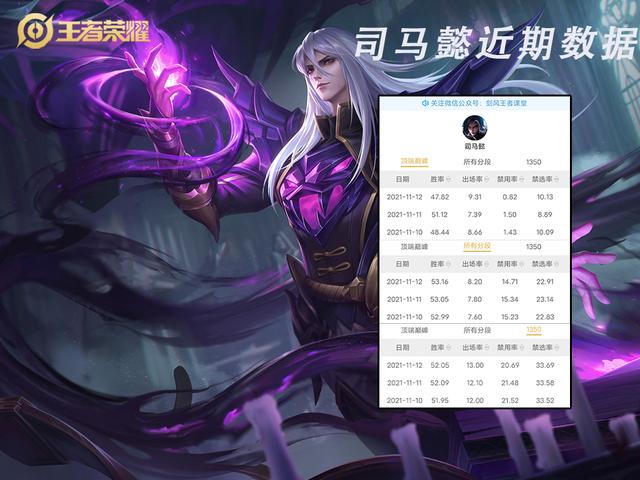 王者荣耀
司马懿近期数据
关注微信公众号：剑风王者课堂
司马懿
顶端巅峰 所有分段 1350
日期 胜率 出场率 禁用率 禁选率
2021-11-12 47.82 9.31 0.82 10.13
2021-11-11 51.12 7.39 1.50 8.89
2021-11-10 48.44 8.66 1.43 10.09
顶端巅峰 所有分段 1350
日期 胜率 出场率 禁用率 禁选率
2021-11-12 53.16 8.20 14.71 22.91
2021-11-11 53.05 7.80 15.34 23.14
2021-11-10 52.99 7.60 15.23 22.83
顶端巅峰 所有分段 1350
日期 胜率 出场率 禁用率 禁选率
2021-11-12 52.05 13.00 20.69 33.69
2021-11-11 52.09 12.10 21.48 33.58
2021-11-10 51.95 12.00 21.52 33.52